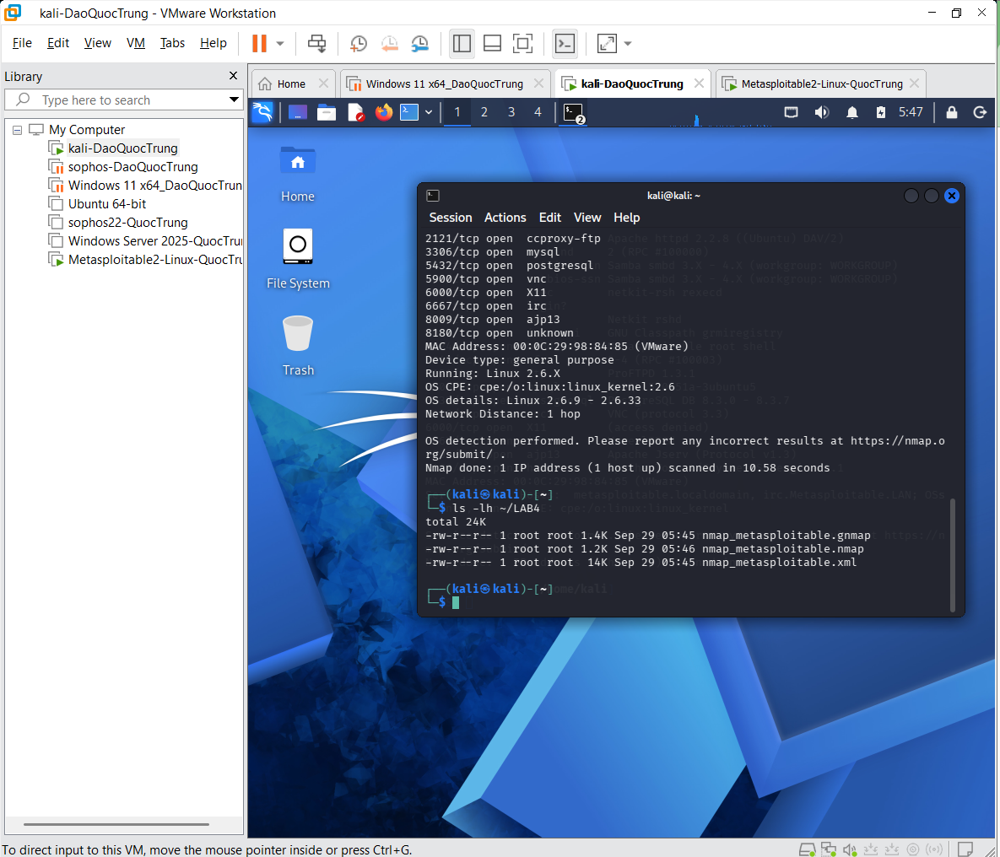 kali-DaoQuocTrung - VMware Workstation
File Edit View VM Tabs Help
Library
Type here to search
My Computer
kali-DaoQuocTrung
sophos-DaoQuocTrung
Windows 11 x64_DaoQuocTrun
Ubuntu 64-bit
sophos22-QuocTrung
Windows Server 2025-QuocTru
Metasploitable2-Linux-QuocTru
Home
Windows 11 x64_DaoQuocTrung
kali-DaoQuocTrung
Metasploitable2-Linux-QuocTrung
1 2 3 4
2
5:47
Home
File System
Trash
kali@kali: ~
Session Actions Edit View Help
2121/tcp open ccproxy-ftp
3306/tcp open mysql
5432/tcp open postgresql
5900/tcp open vnc
6000/tcp open X11
6667/tcp open irc
8009/tcp open ajp13
8180/tcp open unknown
MAC Address: 00:0C:29:98:84:85 (VMware)
Device type: general purpose
Running: Linux 2.6.X
OS CPE: cpe:/o:linux:linux_kernel:2.6
OS details: Linux 2.6.9 - 2.6.33
Network Distance: 1 hop
OS detection performed. Please report any incorrect results at https://nmap.o
rg/submit/ .
Nmap done: 1 IP address (1 host up) scanned in 10.58 seconds
┌──(kali㉿kali)-[~]
└─$ ls -lh ~/LAB4
total 24K
-rw-r--r-- 1 root root 1.4K Sep 29 05:45 nmap_metasploitable.gnmap
-rw-r--r-- 1 root root 1.2K Sep 29 05:46 nmap_metasploitable.nmap
-rw-r--r-- 1 root root 14K Sep 29 05:45 nmap_metasploitable.xml
┌──(kali㉿kali)-[~]
└─$
To direct input to this VM, move the mouse pointer inside or press Ctrl+G.